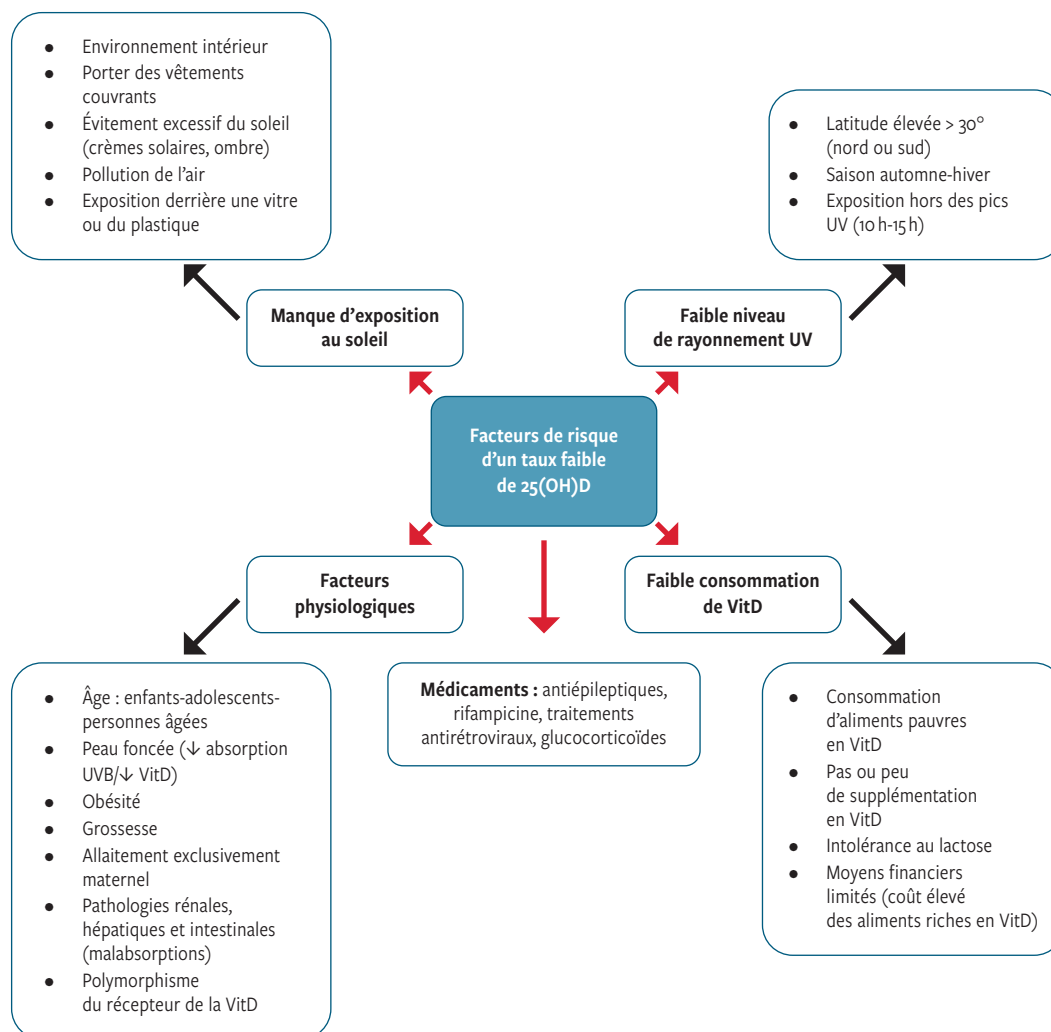 ● Environnement intérieur
● Porter des vêtements
couvrants
● Évitement excessif du soleil
(crèmes solaires, ombre)
● Pollution de l’air
● Exposition derrière une vitre
ou du plastique
● Latitude élevée > 30°
(nord ou sud)
● Saison automne-hiver
● Exposition hors des pics
UV (10 h-15 h)
Manque d’exposition
au soleil
Faible niveau
de rayonnement UV
Facteurs de risque
d’un taux faible
de 25(OH)D
Facteurs
physiologiques
Faible consommation
de VitD
● Âge : enfants-adolescents-
personnes âgées
● Peau foncée (↓ absorption
UVB/↓ VitD)
● Obésité
● Grossesse
● Allaitement exclusivement
maternel
● Pathologies rénales,
hépatiques et intestinales
(malabsorptions)
● Polymorphisme
du récepteur de la VitD
Médicaments : antiépileptiques,
rifampicine, traitements
antirétroviraux, glucocorticoïdes
● Consommation
d’aliments pauvres
en VitD
● Pas ou peu
de supplémentation
en VitD
● Intolérance au lactose
● Moyens financiers
limités (coût élevé
des aliments riches en VitD)